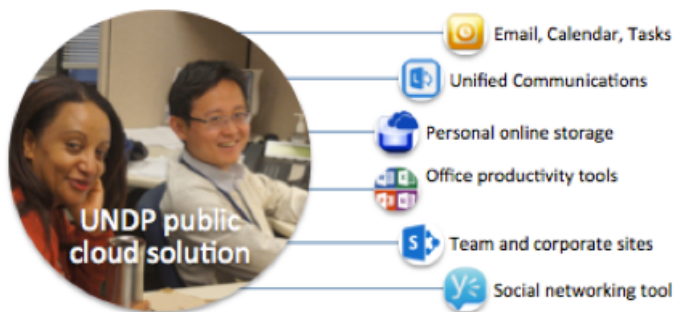 Email, Calendar, Tasks
Unified Communications
Personal online storage
Office productivity tools
UNDP public
cloud solution
Team and corporate sites
Social networking tool